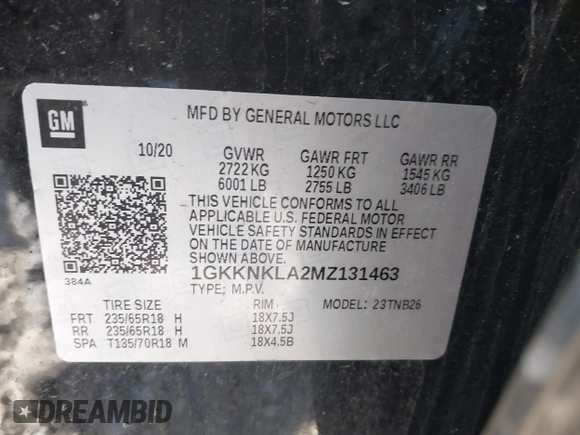 GM
MFD BY GENERAL MOTORS LLC
10/20 GVWR GAWR FRT GAWR RR
2722 KG 1250 KG 1545 KG
6001 LB 2755 LB 3406 LB
THIS VEHICLE CONFORMS TO ALL
APPLICABLE U.S. FEDERAL MOTOR
VEHICLE SAFETY STANDARDS IN EFFECT
ON THE DATE OF MANUFACTURE
SHOWN ABOVE.
384A
1GKKNKLA2MZ131463
TYPE: M.P.V. MODEL: 23TNB26
TIRE SIZE RIM
FRT 235/65R18 H 18X7.5J
RR 235/65R18 H 18X7.5J
SPA T135/70R18 M 18X4.5B
DREAMBID